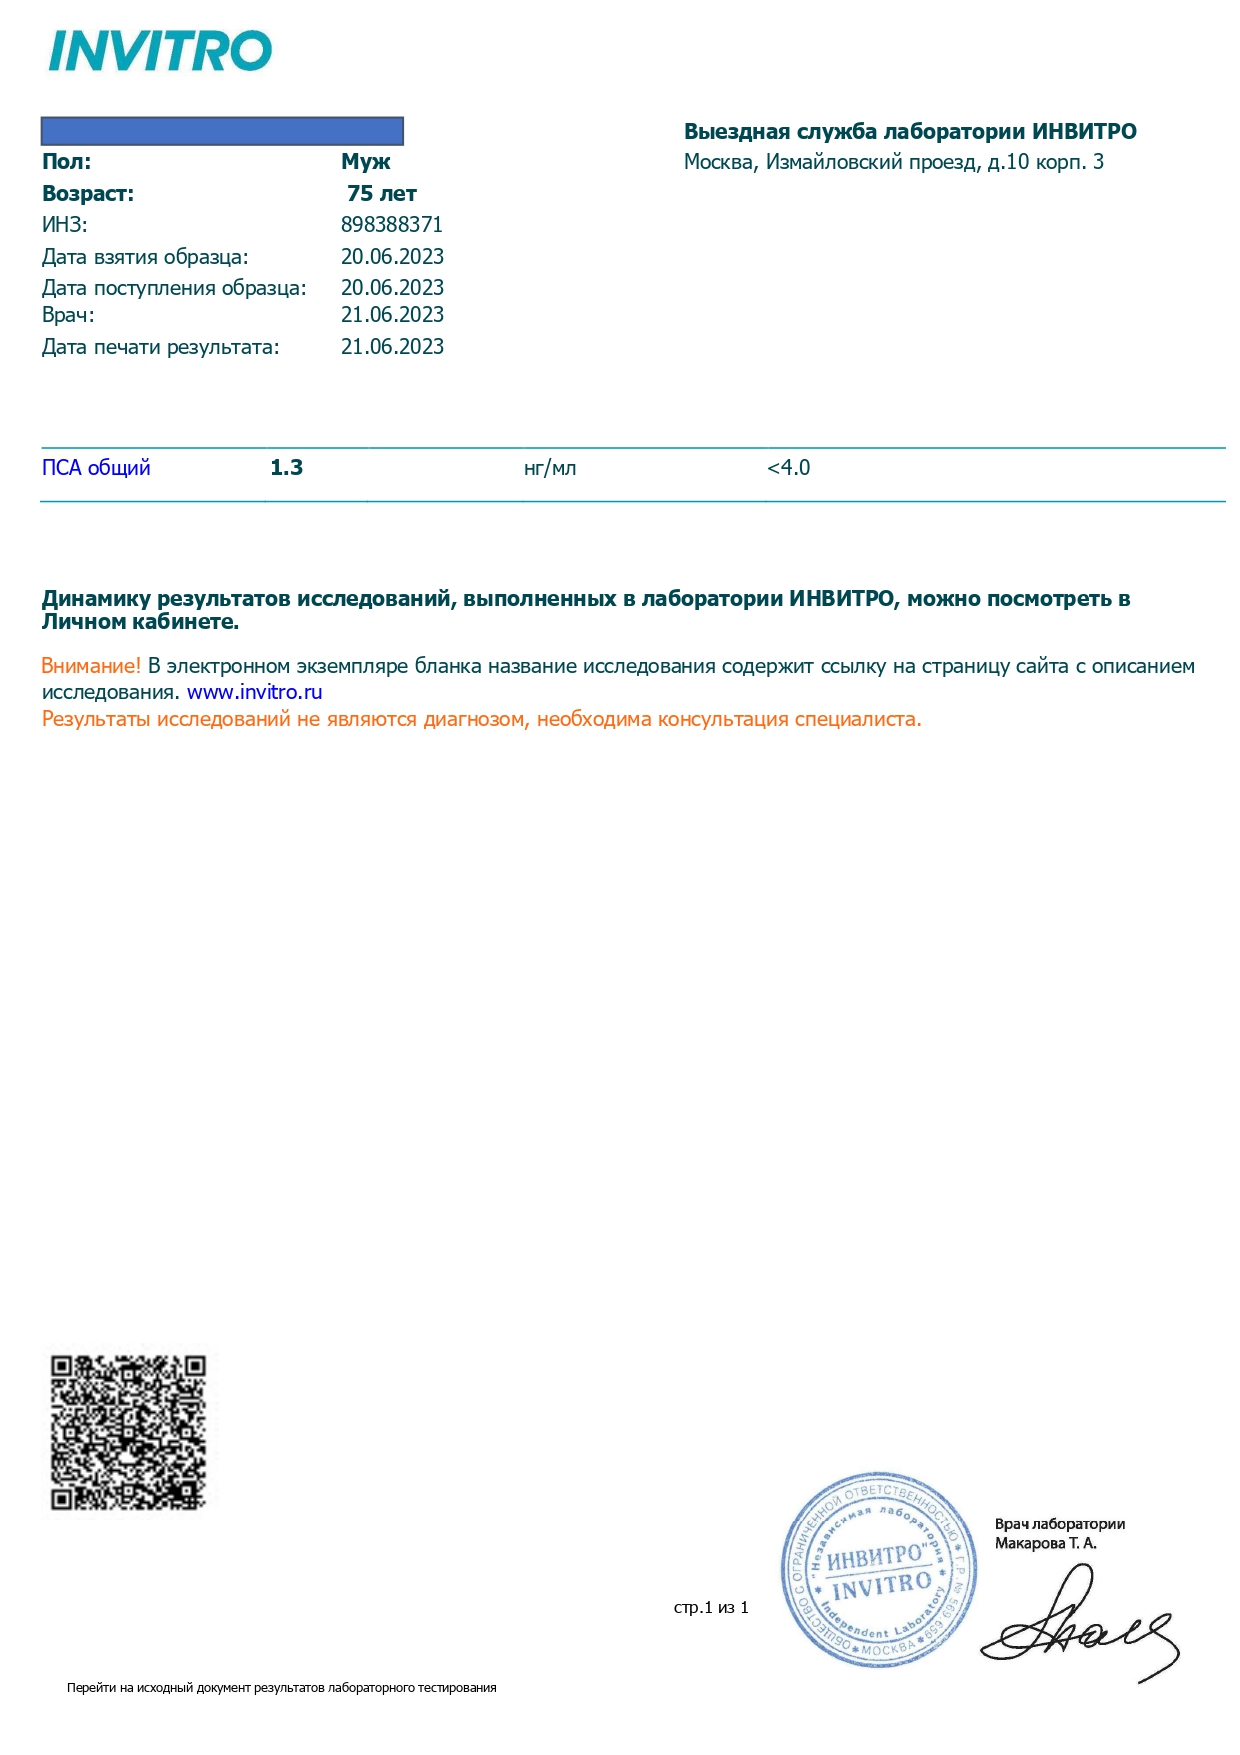 INVITRO
Выездная служба лаборатории ИНВИТРО
Москва, Измайловский проезд, д.10 корп. 3
Пол: Муж
Возраст: 75 лет
ИНЗ: 898388371
Дата взятия образца: 20.06.2023
Дата поступления образца: 20.06.2023
Врач: 21.06.2023
Дата печати результата: 21.06.2023
ПСА общий 1.3 нг/мл <4.0
Динамику результатов исследований, выполненных в лаборатории ИНВИТРО, можно посмотреть в
Личном кабинете.
Внимание! В электронном экземпляре бланка название исследования содержит ссылку на страницу сайта с описанием
исследования. www.invitro.ru
Результаты исследований не являются диагнозом, необходима консультация специалиста.
ОБЩЕСТВО С ОГРАНИЧЕННОЙ ОТВЕТСТВЕННОСТЬЮ * Г.Р. № 569.659 * МОСКВА *
"Независимая лаборатория
ИНВИТРО"
INVITRO
Independent Laboratory
Врач лаборатории
Макарова Т. А.
стр.1 из 1
Перейти на исходный документ результатов лабораторного тестирования